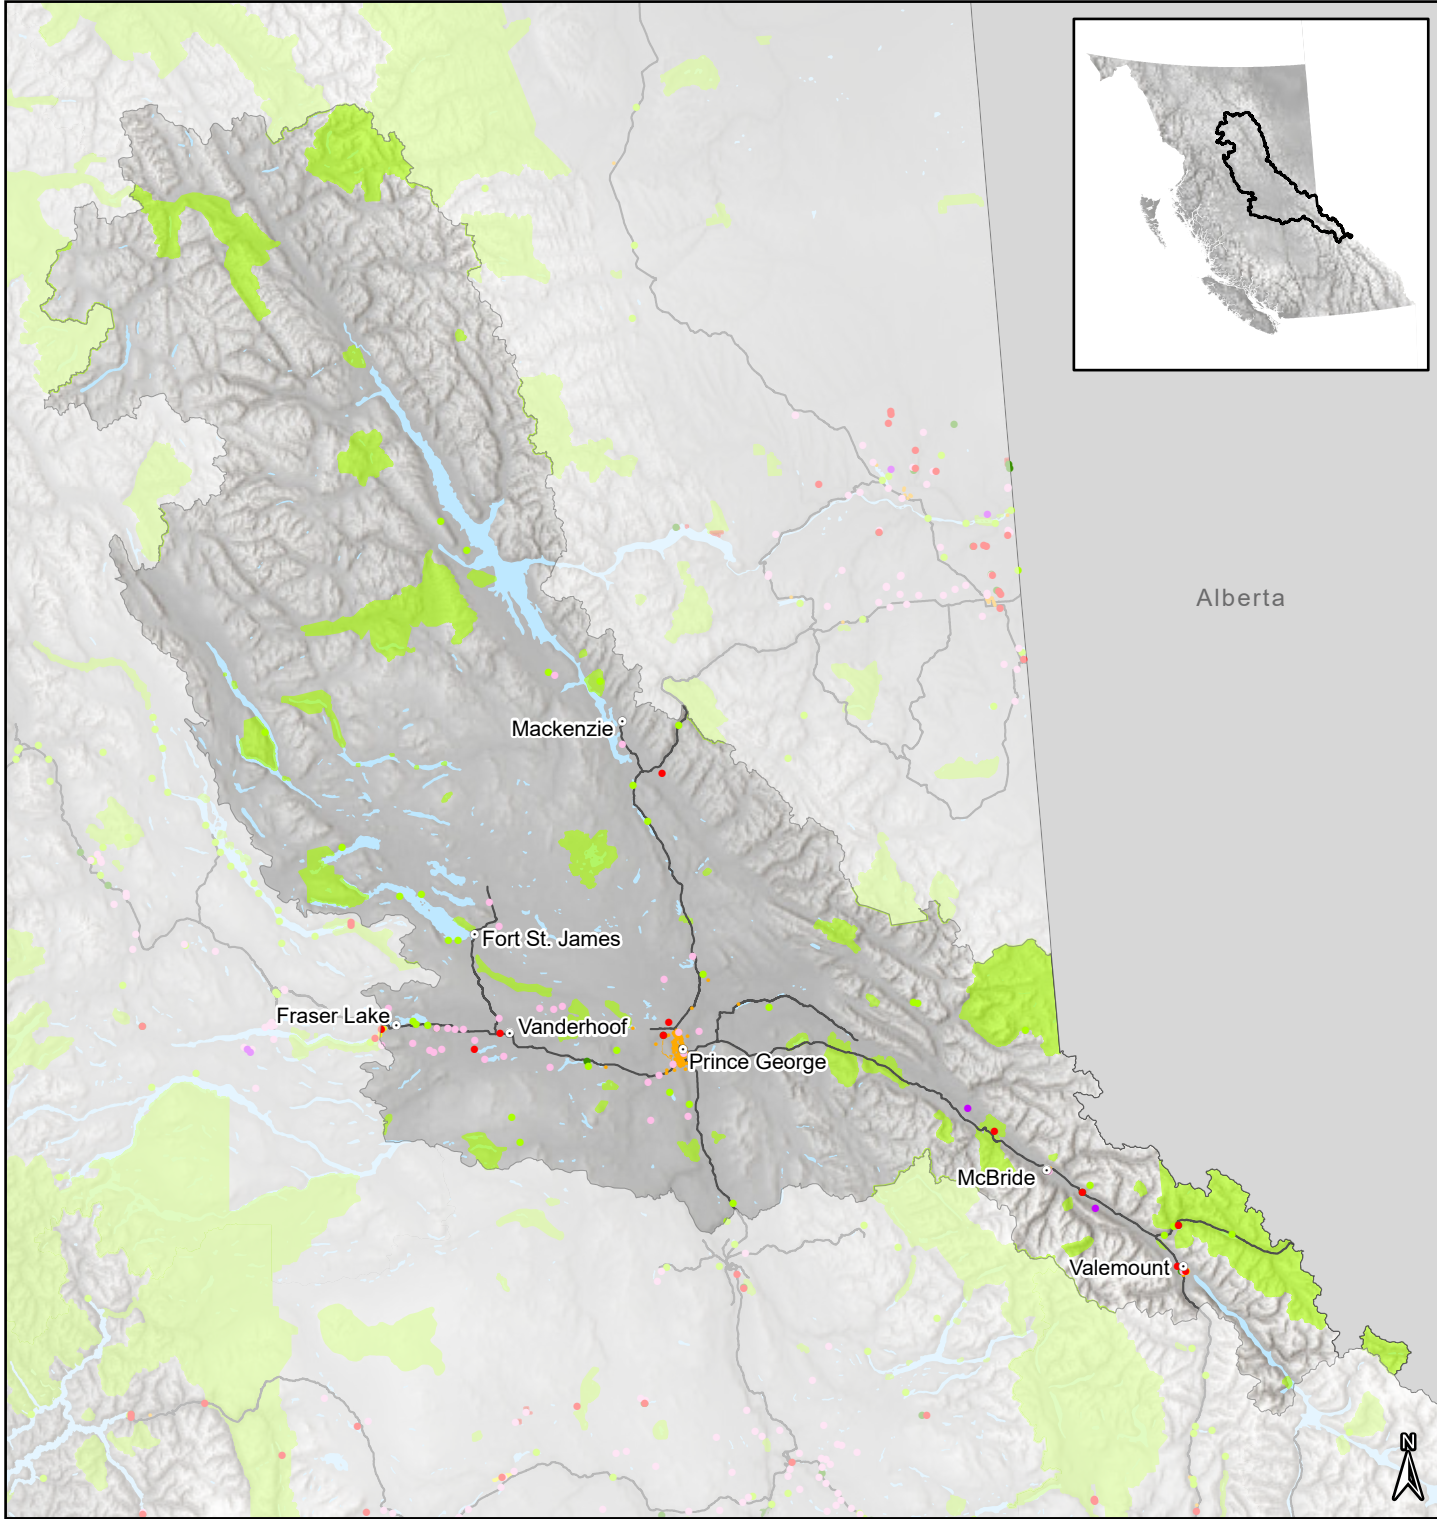 Alberta
Mackenzie
Fort St. James
Fraser Lake
Vanderhoof
Prince George
McBride
Valemount
N